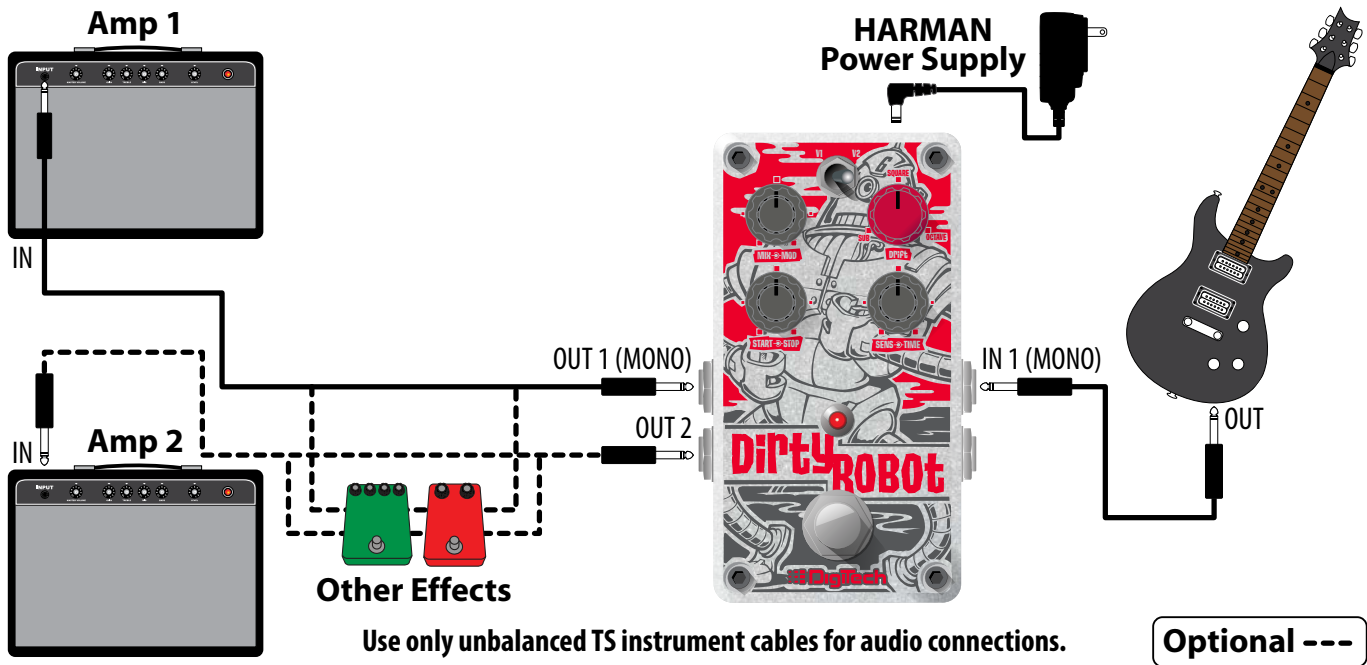 Amp 1
INPUT
IN
HARMAN
Power Supply
V1
V2
SQUARE
SUB
OCTAVE
MIX MOD
Drift
START STOP
SENS TIME
OUT 1 (MONO)
IN 1 (MONO)
OUT 2
OUT
IN
Amp 2
INPUT
Dirty
ROBOT
Other Effects
DigiTech
Use only unbalanced TS instrument cables for audio connections.
Optional ---